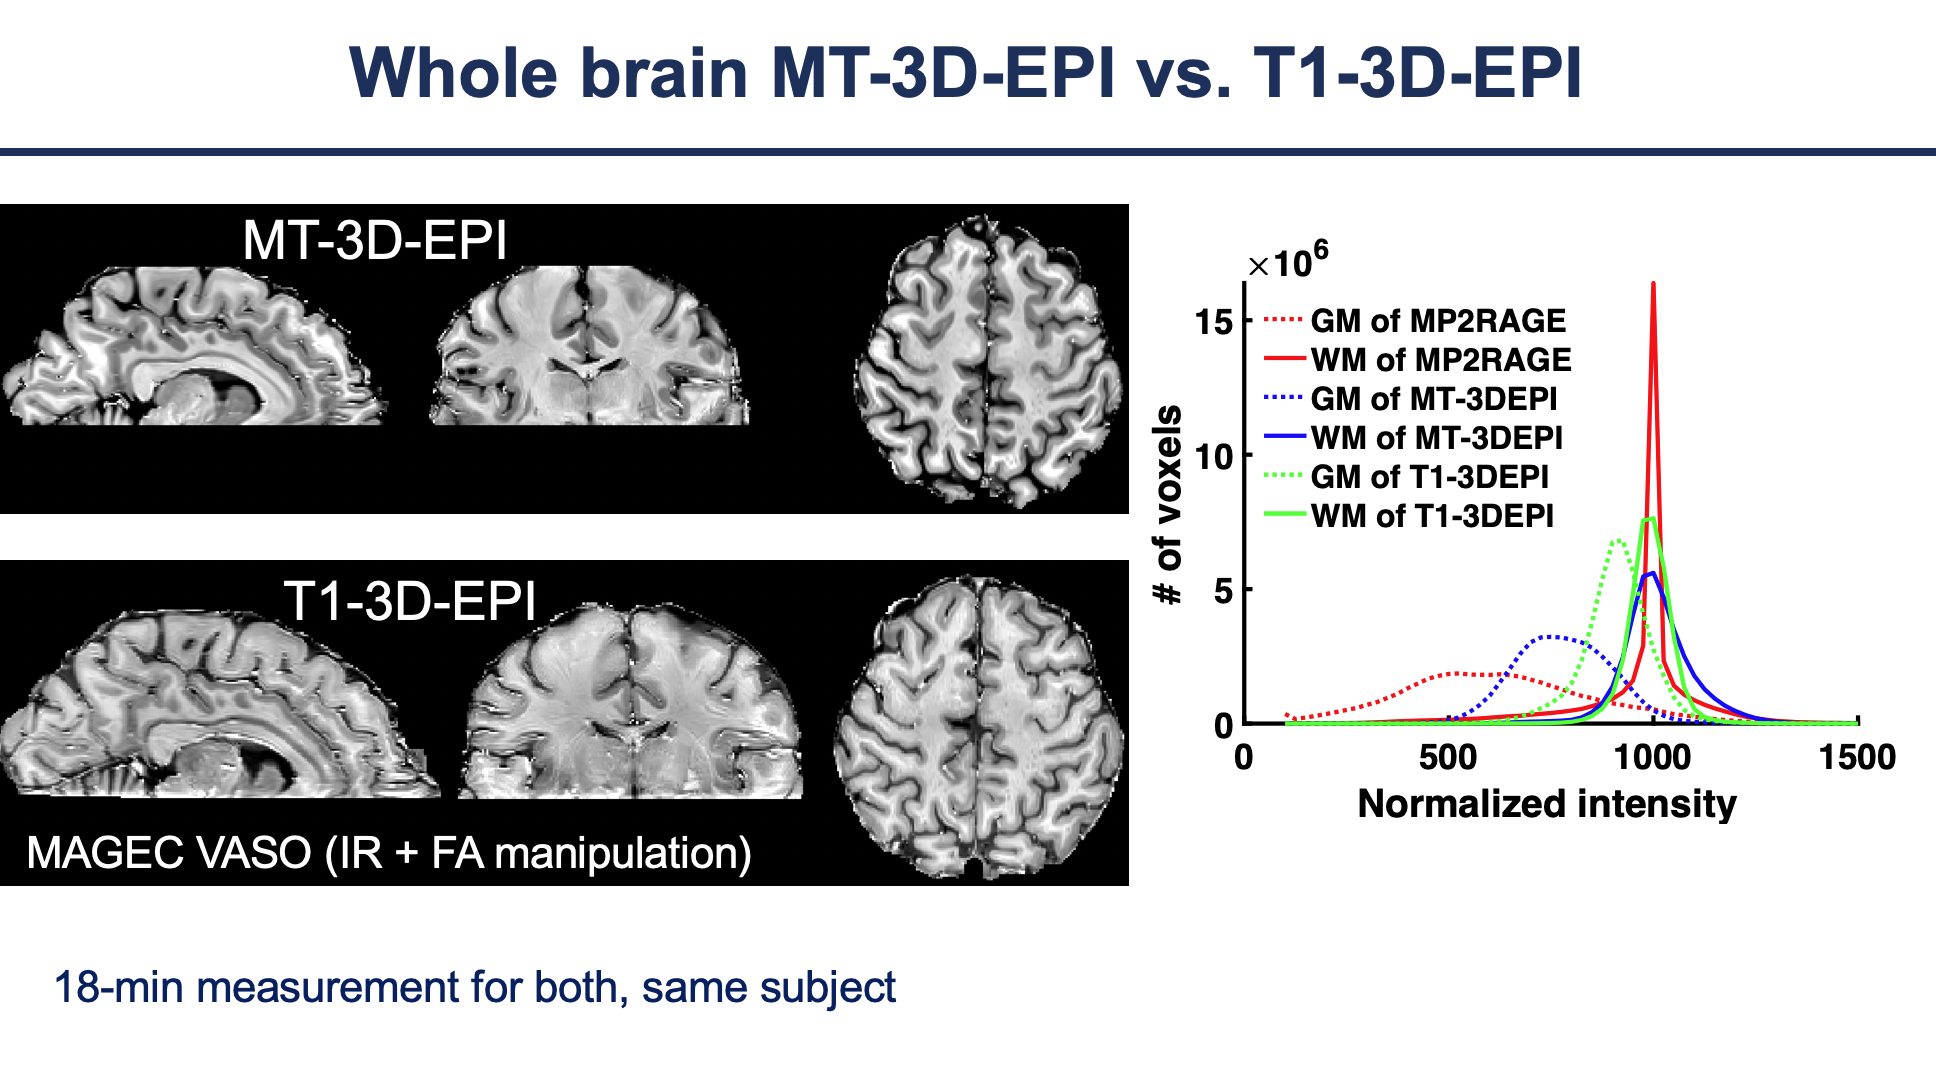 Whole brain MT-3D-EPI vs. T1-3D-EPI
MT-3D-EPI
T1-3D-EPI
MAGEC VASO (IR + FA manipulation)
×10⁶
15
10
5
0
# of voxels
GM of MP2RAGE
WM of MP2RAGE
GM of MT-3DEPI
WM of MT-3DEPI
GM of T1-3DEPI
WM of T1-3DEPI
0 500 1000 1500
Normalized intensity
18-min measurement for both, same subject